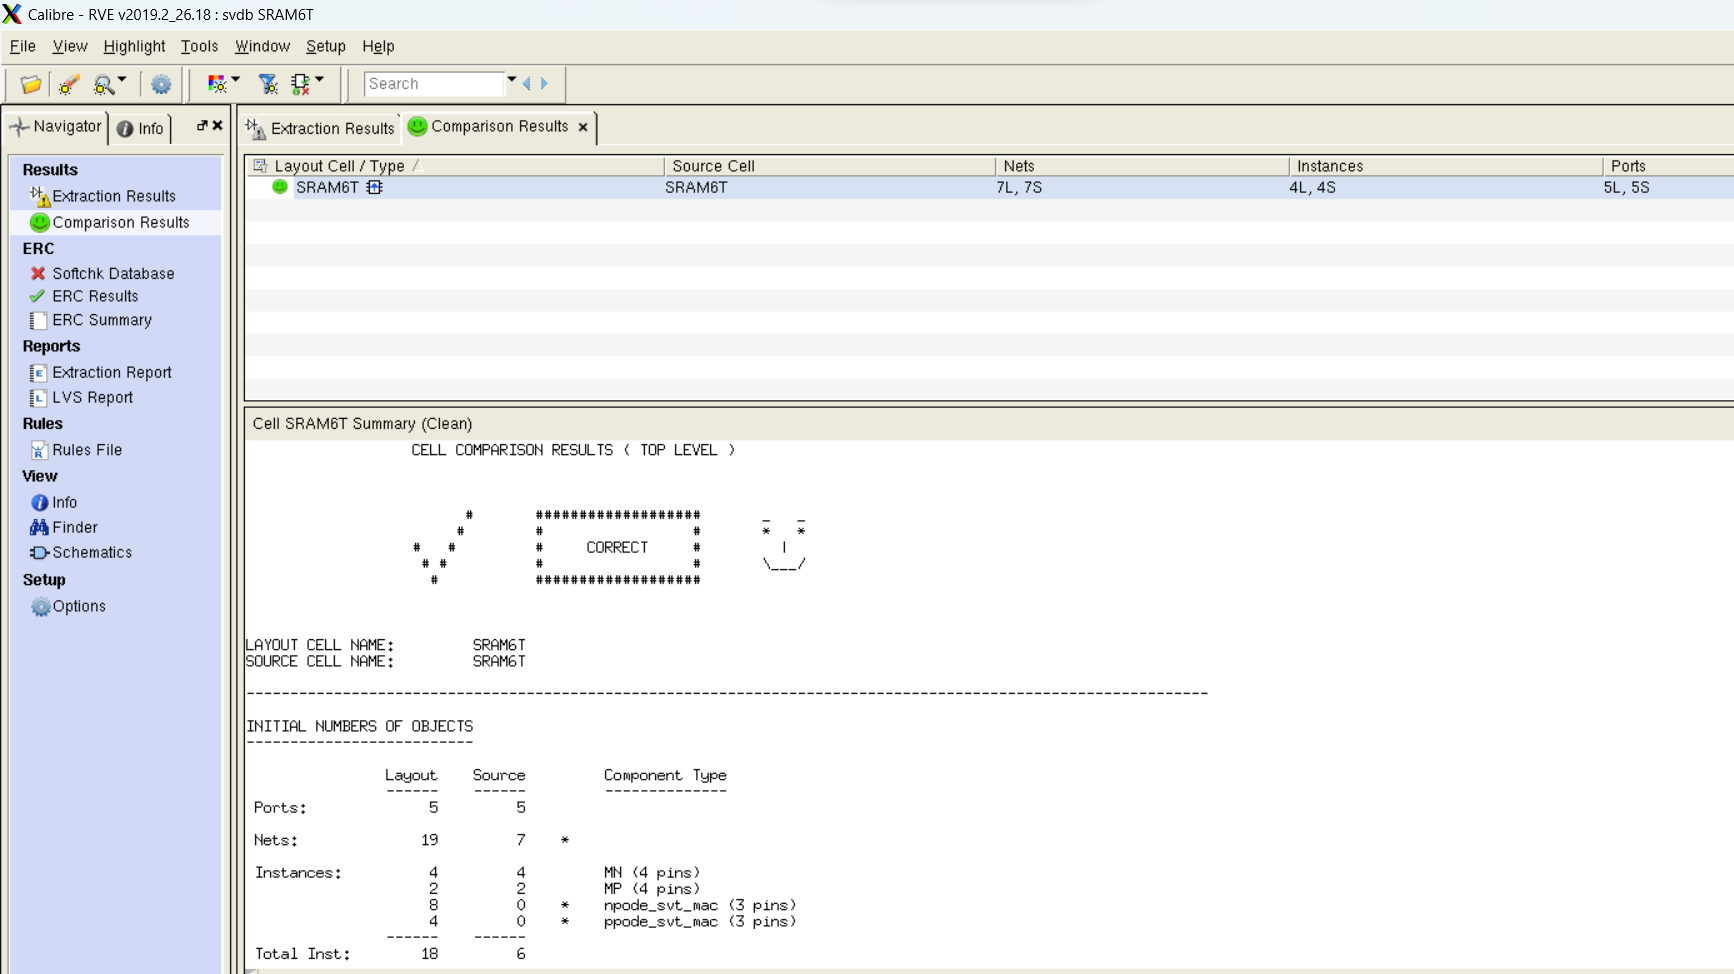 Calibre - RVE v2019.2_26.18 : svdb SRAM6T
File View Highlight Tools Window Setup Help
Search
Navigator Info
Extraction Results Comparison Results
Results
Extraction Results
Comparison Results
ERC
Softchk Database
ERC Results
ERC Summary
Reports
Extraction Report
LVS Report
Rules
Rules File
View
Info
Finder
Schematics
Setup
Options
Layout Cell / Type Source Cell Nets Instances Ports
SRAM6T SRAM6T 7L, 7S 4L, 4S 5L, 5S
Cell SRAM6T Summary (Clean)
CELL COMPARISON RESULTS ( TOP LEVEL )
# ################### _ _
# # # * *
# # # CORRECT # |
# # # # \___/
# ###################
LAYOUT CELL NAME: SRAM6T
SOURCE CELL NAME: SRAM6T
--------------------------------------------------------------------------------------------------------------
INITIAL NUMBERS OF OBJECTS
--------------------------
Layout Source Component Type
------ ------ --------------
Ports: 5 5
Nets: 19 7 *
Instances: 4 4 MN (4 pins)
2 2 MP (4 pins)
8 0 * npode_svt_mac (3 pins)
4 0 * ppode_svt_mac (3 pins)
------ ------
Total Inst: 18 6